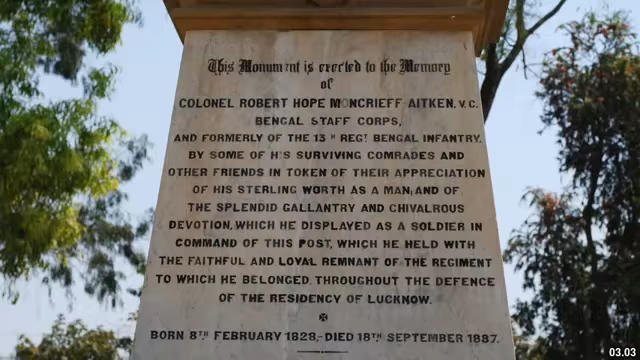 This Monument is erected to the Memory
of
COLONEL ROBERT HOPE MONCRIEFF AITKEN, V.C.
BENGAL STAFF CORPS,
AND FORMERLY OF THE 13TH REGT BENGAL INFANTRY,
BY SOME OF HIS SURVIVING COMRADES AND
OTHER FRIENDS IN TOKEN OF THEIR APPRECIATION
OF HIS STERLING WORTH AS A MAN, AND OF
THE SPLENDID GALLANTRY AND CHIVALROUS
DEVOTION, WHICH HE DISPLAYED AS A SOLDIER IN
COMMAND OF THIS POST, WHICH HE HELD WITH
THE FAITHFUL AND LOYAL REMNANT OF THE REGIMENT
TO WHICH HE BELONGED, THROUGHOUT THE DEFENCE
OF THE RESIDENCY OF LUCKNOW.
BORN 8TH FEBRUARY 1828,-DIED 18TH SEPTEMBER 1887.
03.03